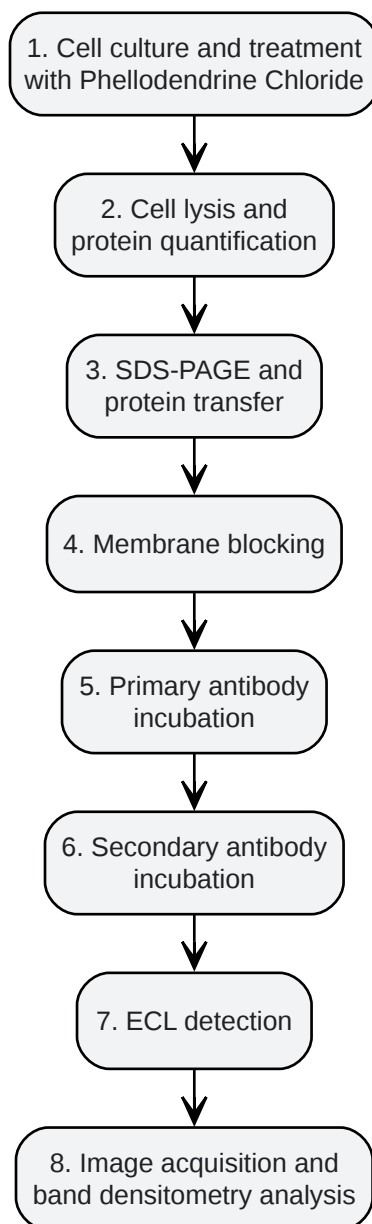 1. Cell culture and treatment
with Phellodendrine Chloride
2. Cell lysis and
protein quantification
3. SDS-PAGE and
protein transfer
4. Membrane blocking
5. Primary antibody
incubation
6. Secondary antibody
incubation
7. ECL detection
8. Image acquisition and
band densitometry analysis